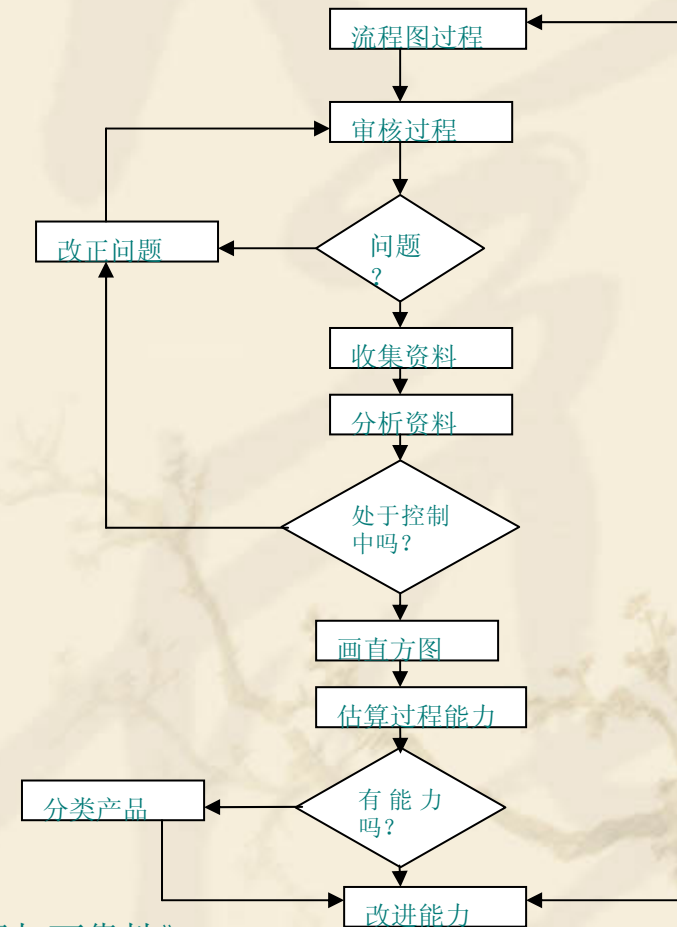 流程图过程
审核过程
改正问题
问题
？
收集资料
分析资料
处于控制
中吗?
画直方图
估算过程能力
分类产品
有能力
吗?
改进能力